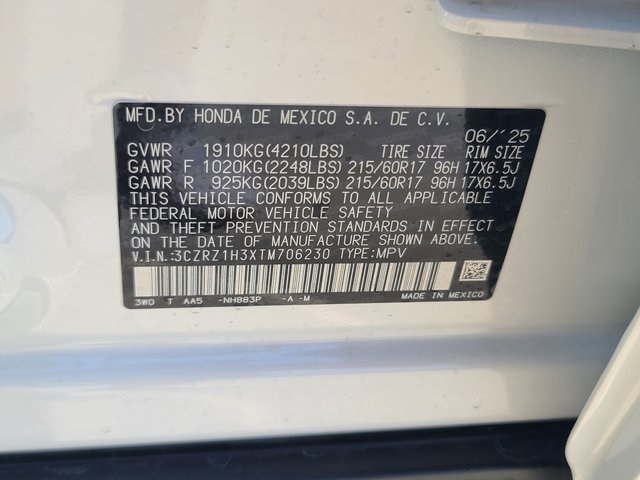 MFD.BY HONDA DE MEXICO S.A. DE C.V.
06/'25
GVWR 1910KG(4210LBS) TIRE SIZE RIM SIZE
GAWR F 1020KG(2248LBS) 215/60R17 96H 17X6.5J
GAWR R 925KG(2039LBS) 215/60R17 96H 17X6.5J
THIS VEHICLE CONFORMS TO ALL APPLICABLE
FEDERAL MOTOR VEHICLE SAFETY
AND THEFT PREVENTION STANDARDS IN EFFECT
ON THE DATE OF MANUFACTURE SHOWN ABOVE.
V.I.N.:3CZRZ1H3XTM706230 TYPE:MPV
3W0 T AA5 -NH883P -A -M MADE IN MEXICO